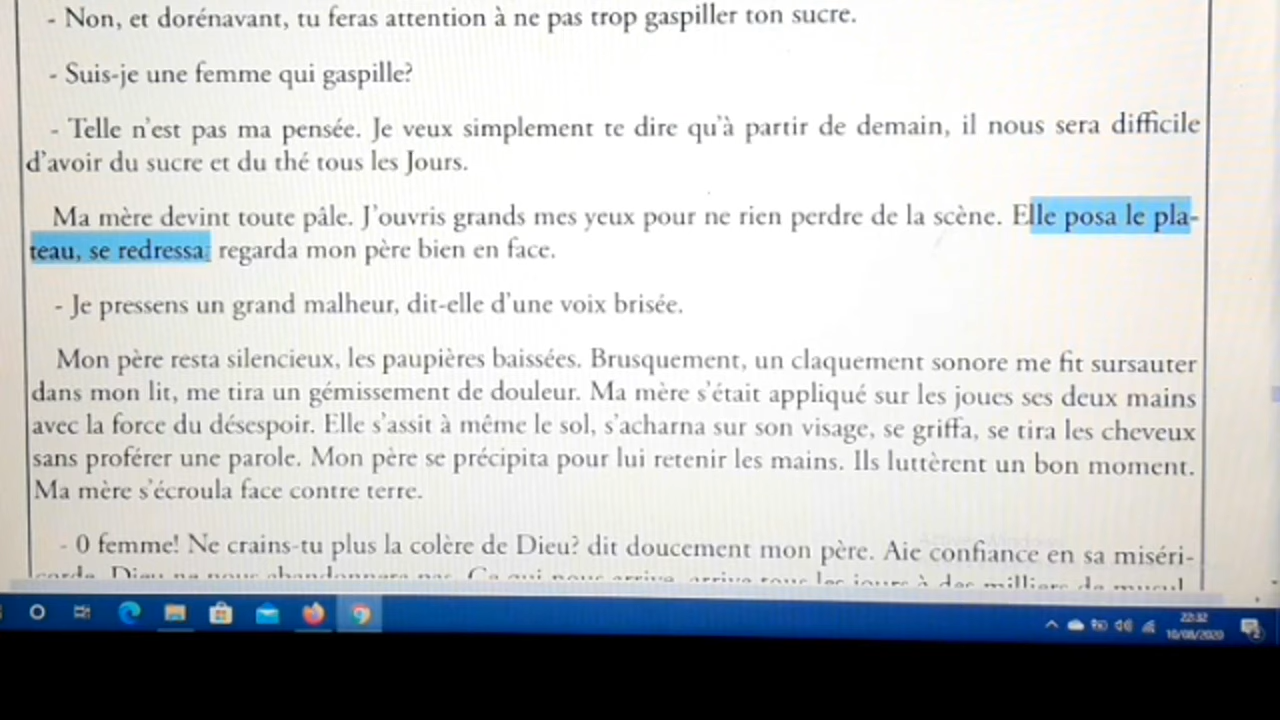 - Non, et dorénavant, tu feras attention à ne pas trop gaspiller ton sucre.
- Suis-je une femme qui gaspille?
- Telle n'est pas ma pensée. Je veux simplement te dire qu'à partir de demain, il nous sera difficile
d'avoir du sucre et du thé tous les Jours.
Ma mère devint toute pâle. J'ouvris grands mes yeux pour ne rien perdre de la scène. Elle posa le pla-
teau, se redressa, regarda mon père bien en face.
- Je pressens un grand malheur, dit-elle d'une voix brisée.
Mon père resta silencieux, les paupières baissées. Brusquement, un claquement sonore me fit sursauter
dans mon lit, me tira un gémissement de douleur. Ma mère s'était appliqué sur les joues ses deux mains
avec la force du désespoir. Elle s'assit à même le sol, s'acharna sur son visage, se griffa, se tira les cheveux
sans proférer une parole. Mon père se précipita pour lui retenir les mains. Ils luttèrent un bon moment.
Ma mère s'écroula face contre terre.
- 0 femme! Ne crains-tu plus la colère de Dieu? dit doucement mon père. Aie confiance en sa miséri-
22:32
10/08/2020